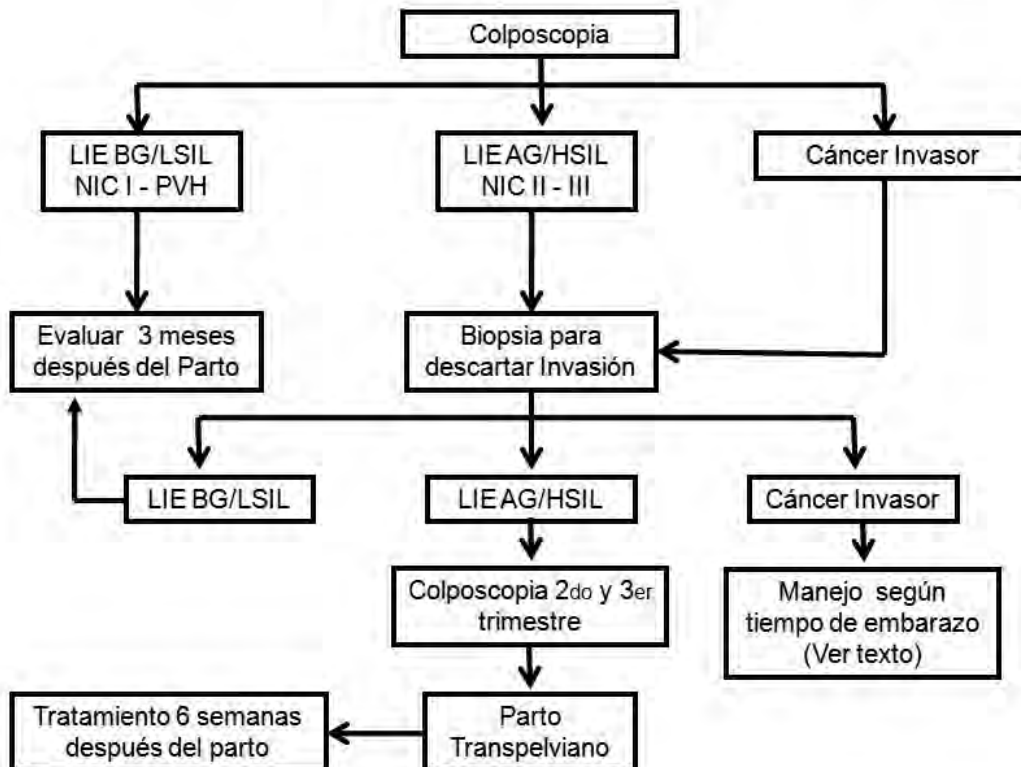 Colposcopia
LIE BG/LSIL
NIC I - PVH
LIE AG/HSIL
NIC II - III
Cáncer Invasor
Evaluar 3 meses
después del Parto
Biopsia para
descartar Invasión
LIE BG/LSIL
LIE AG/HSIL
Cáncer Invasor
Colposcopia 2do y 3er
trimestre
Manejo según
tiempo de embarazo
(Ver texto)
Tratamiento 6 semanas
después del parto
Parto
Transpelviano